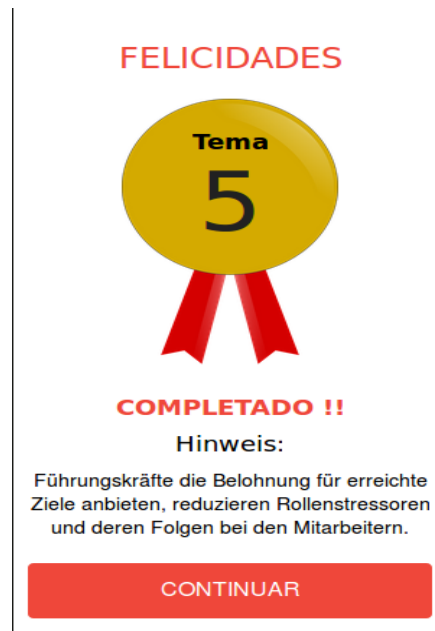 FELICIDADES
Tema
5
COMPLETADO !!
Hinweis:
Führungskräfte die Belohnung für erreichte
Ziele anbieten, reduzieren Rollenstressoren
und deren Folgen bei den Mitarbeitern.
CONTINUAR